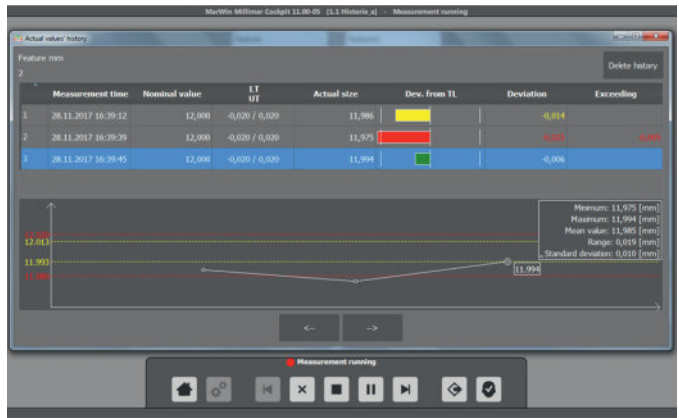 MarWin Millimar Cockpit 11.00-05 [1.1 Historie_a] - Measurement running
Actual values' history
Feature mm
2
Delete history
Measurement time Nominal value LT UT Actual size Dev. from TL Deviation Exceeding
1 28.11.2017 16:39:12 12,000 -0,020 / 0,020 11,986 -0,014
2 28.11.2017 16:39:39 12,000 -0,020 / 0,020 11,975
3 28.11.2017 16:39:45 12,000 -0,020 / 0,020 11,994 -0,006
Minimum: 11,975 [mm]
Maximum: 11,994 [mm]
Mean value: 11,985 [mm]
Range: 0,019 [mm]
Standard deviation: 0,010 [mm]
12.013
11.993
11.994
<-- -->
Measurement running